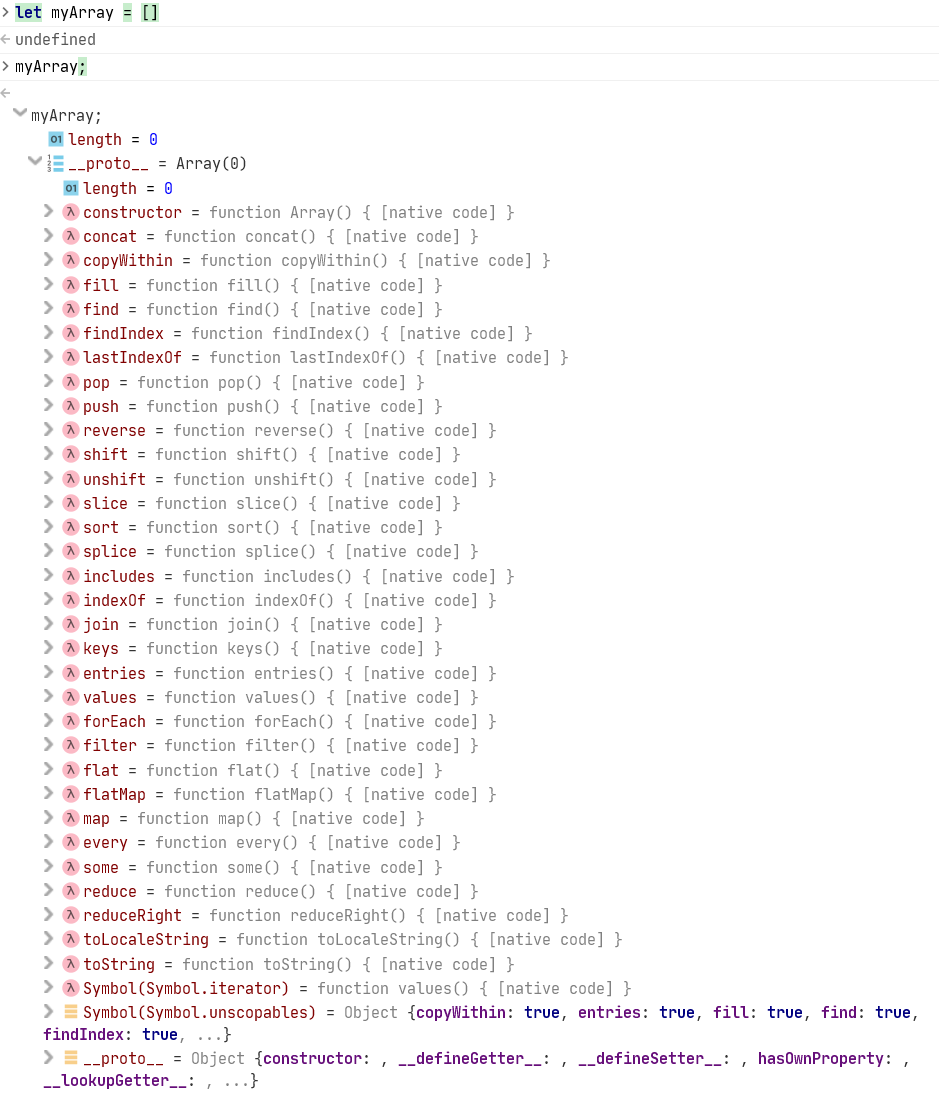 let myArray = []
undefined
myArray;
myArray;
01 length = 0
__proto__ = Array(0)
01 length = 0
λ constructor = function Array() { [native code] }
λ concat = function concat() { [native code] }
λ copyWithin = function copyWithin() { [native code] }
λ fill = function fill() { [native code] }
λ find = function find() { [native code] }
λ findIndex = function findIndex() { [native code] }
λ lastIndexOf = function lastIndexOf() { [native code] }
λ pop = function pop() { [native code] }
λ push = function push() { [native code] }
λ reverse = function reverse() { [native code] }
λ shift = function shift() { [native code] }
λ unshift = function unshift() { [native code] }
λ slice = function slice() { [native code] }
λ sort = function sort() { [native code] }
λ splice = function splice() { [native code] }
λ includes = function includes() { [native code] }
λ indexOf = function indexOf() { [native code] }
λ join = function join() { [native code] }
λ keys = function keys() { [native code] }
λ entries = function entries() { [native code] }
λ values = function values() { [native code] }
λ forEach = function forEach() { [native code] }
λ filter = function filter() { [native code] }
λ flat = function flat() { [native code] }
λ flatMap = function flatMap() { [native code] }
λ map = function map() { [native code] }
λ every = function every() { [native code] }
λ some = function some() { [native code] }
λ reduce = function reduce() { [native code] }
λ reduceRight = function reduceRight() { [native code] }
λ toLocaleString = function toLocaleString() { [native code] }
λ toString = function toString() { [native code] }
λ Symbol(Symbol.iterator) = function values() { [native code] }
Symbol(Symbol.unscopables) = Object {copyWithin: true, entries: true, fill: true, find: true,
findIndex: true, ...}
__proto__ = Object {constructor: , __defineGetter__: , __defineSetter__: , hasOwnProperty: ,
__lookupGetter__: , ...}